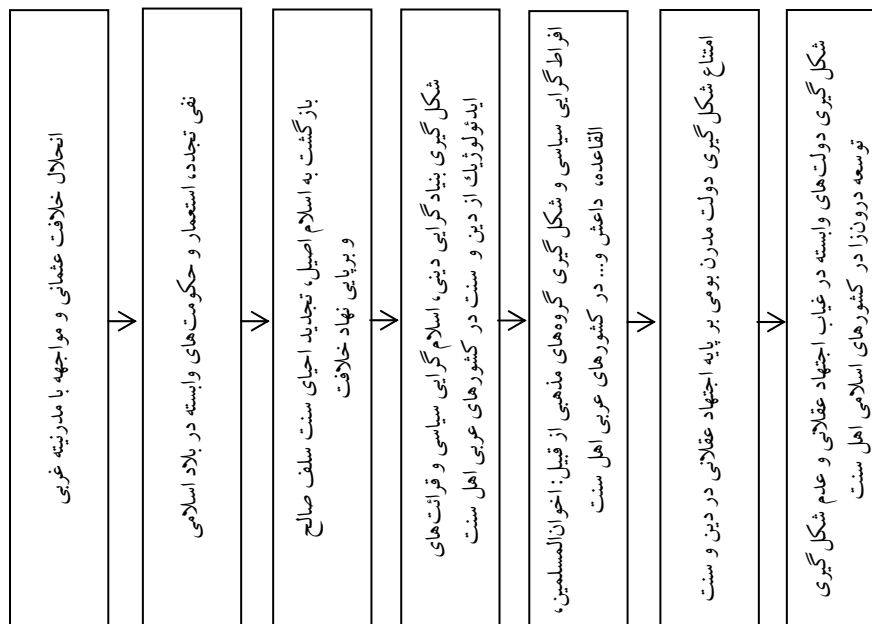 انحلال خلافت عثمانی و مواجهه با مدرنیته غربی
نفی تجدد، استعمار و حکومت‌های وابسته در بلاد اسلامی
بازگشت به اسلام اصیل، تجدید احیای سنت سلف صالح
و برپایی نهاد خلافت
شکل گیری بنیاد گرایی دینی، اسلام گرایی سیاسی و قرائت‌های
ایدئولوژیک از دین و سنت در کشورهای عربی اهل سنت
افراط گرایی سیاسی و شکل گیری گروه‌های مذهبی از قبیل: اخوان‌المسلمین،
القاعده، داعش و... در کشورهای عربی اهل سنت
امتناع شکل گیری دولت مدرن بومی بر پایه اجتهاد عقلانی در دین و سنت
شکل گیری دولت‌های وابسته در غیاب اجتهاد عقلانی و عدم شکل گیری
توسعه درون‌زا در کشورهای اسلامی اهل سنت